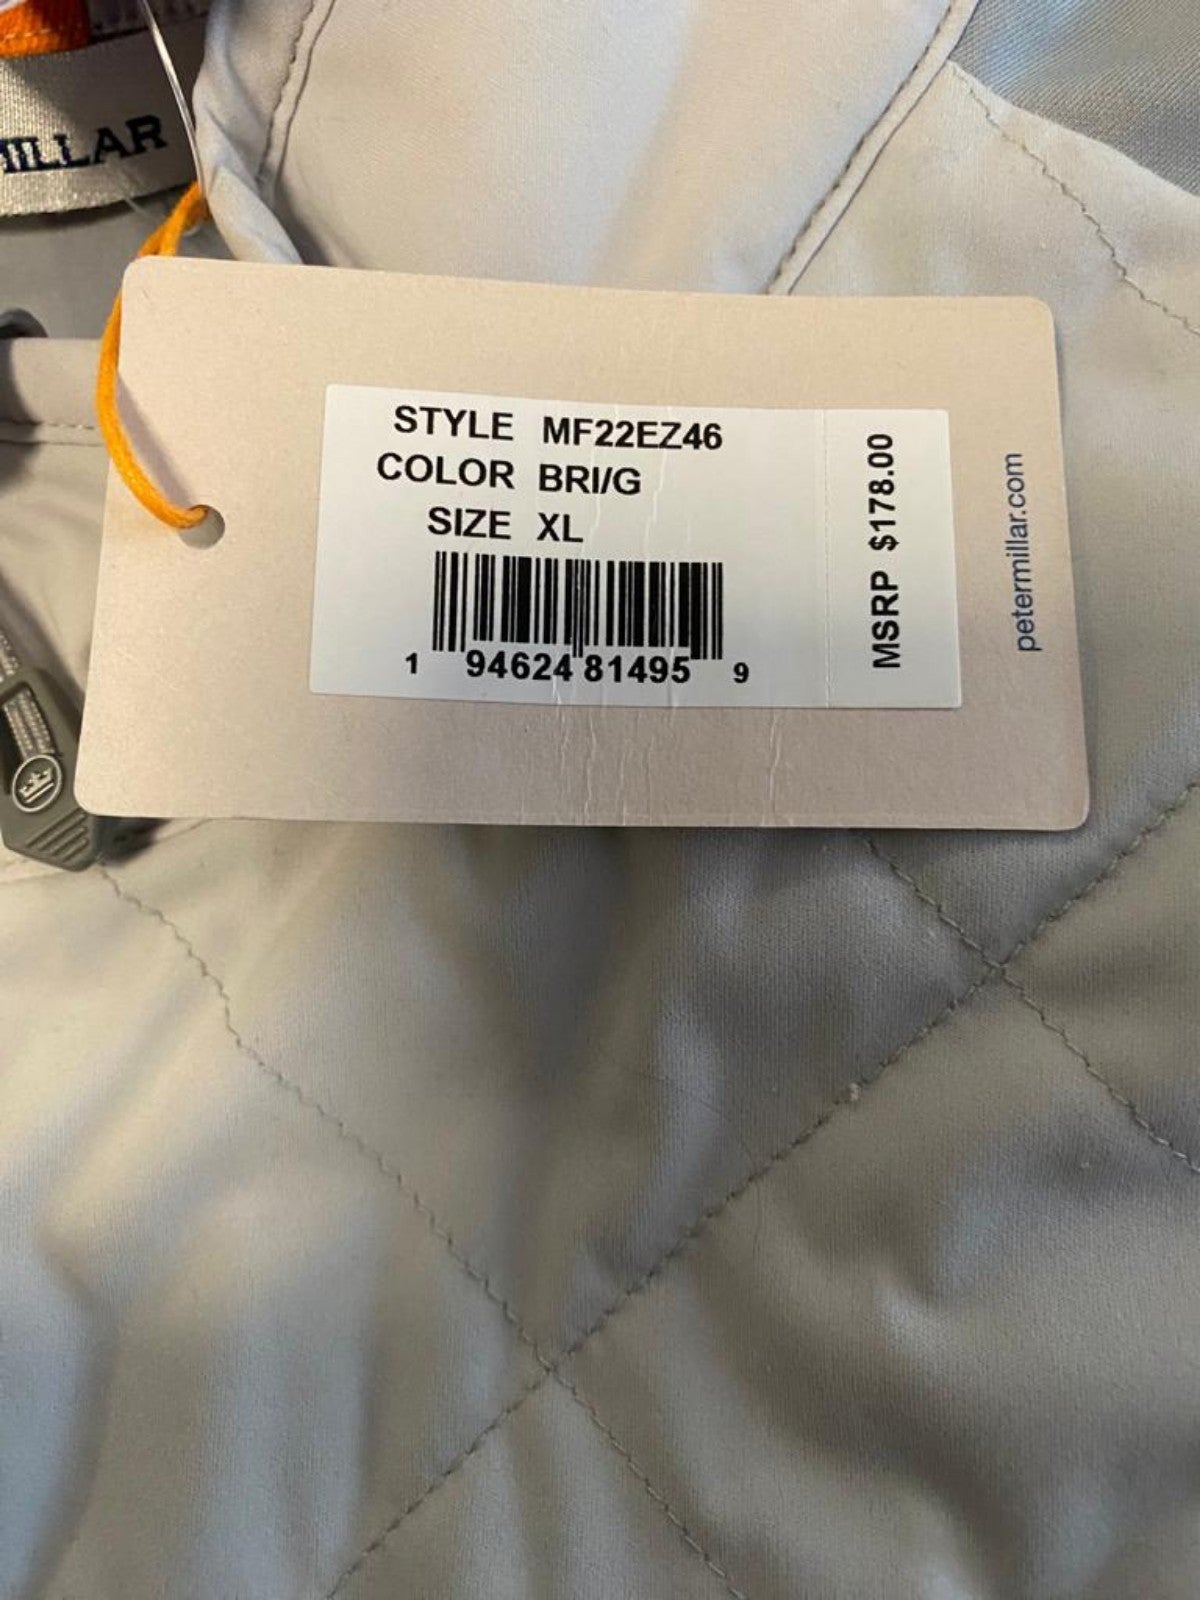 MILLAR
STYLE MF22EZ46
COLOR BRI/G
SIZE XL
1 94624 81495 9
MSRP $178.00
petermillar.com